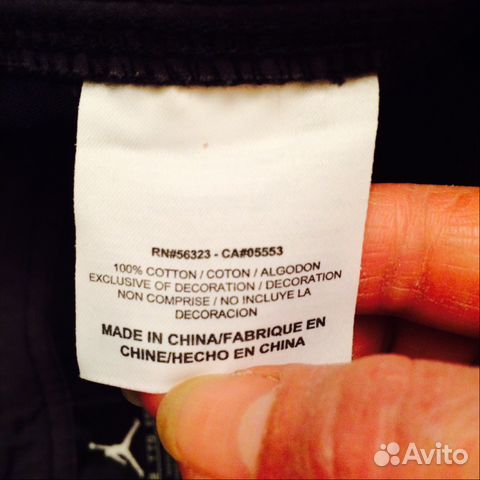 RN#56323 - CA#05553
100% COTTON / COTON / ALGODON
EXCLUSIVE OF DECORATION / DECORATION
NON COMPRISE / NO INCLUYE LA
DECORACION
MADE IN CHINA/FABRIQUE EN
CHINE/HECHO EN CHINA
Avito